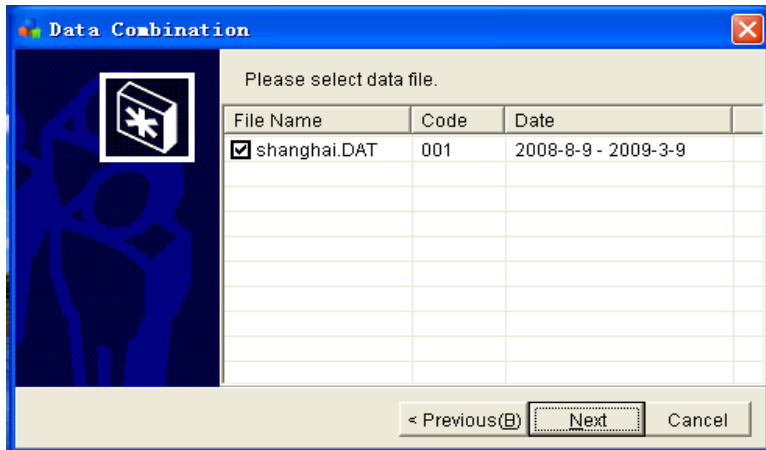 Data Combination
Please select data file.
File Name Code Date
shanghai.DAT 001 2008-8-9 - 2009-3-9
< Previous(B) Next Cancel